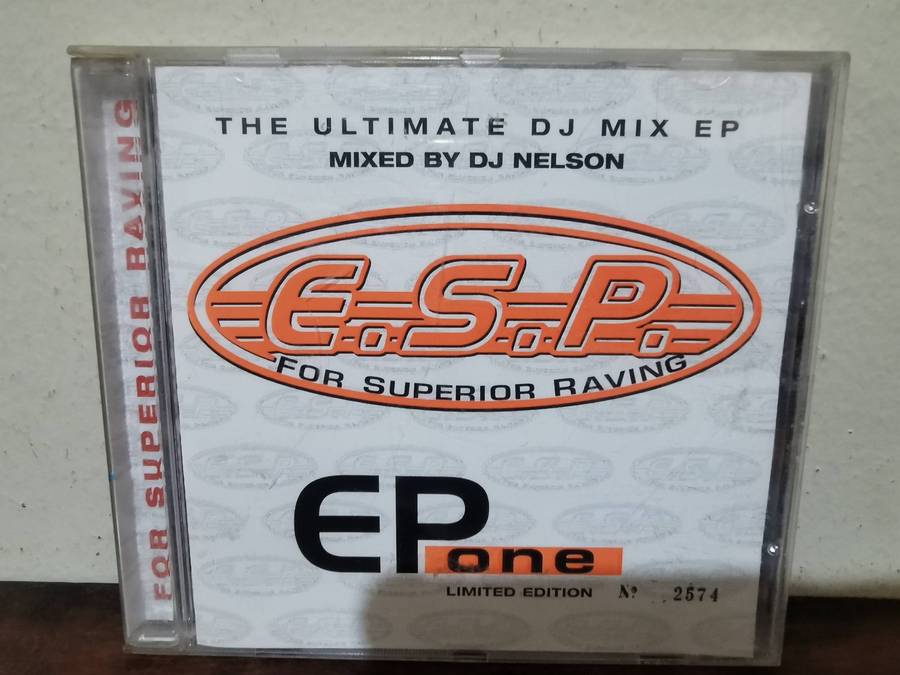 FOR SUPERIOR RAVING
THE ULTIMATE DJ MIX EP
MIXED BY DJ NELSON
E.S.P.
FOR SUPERIOR RAVING
EP one
LIMITED EDITION Nº 2574